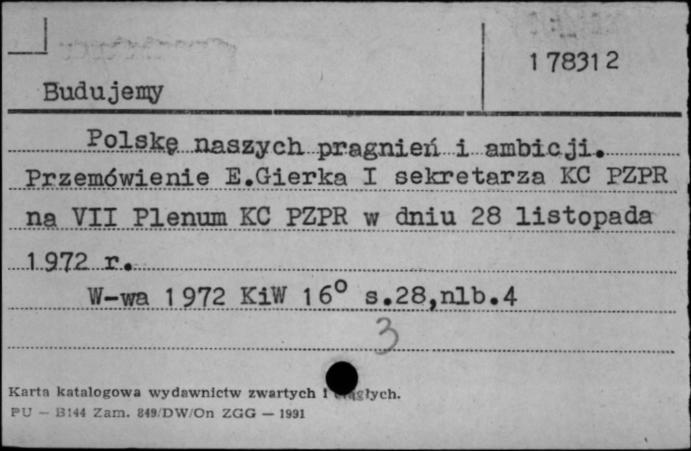 178312
Budujemy
Polskę naszych pragnień i ambicji.
Przemówienie E.Gierka I sekretarza KC PZPR
na VII Plenum KC PZPR w dniu 28 listopada
1972 r.
W-wa 1972 KiW 16° s.28,nlb.4
3
Karta katalogowa wydawnictw zwartych i
PU — B144 Zam. 849/DW/On ZGG — 1991